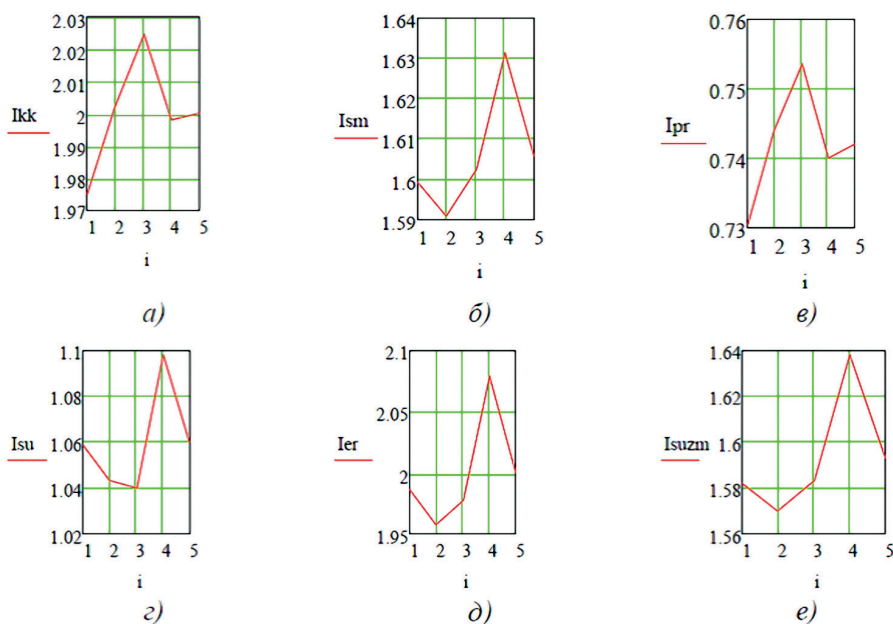 2.03
2.02
2.01
2
1.99
1.98
1.97
Ikk
1 2 3 4 5
i
а)
1.64
1.63
1.62
1.61
1.6
1.59
Ism
1 2 3 4 5
i
б)
0.76
0.75
0.74
0.73
Ipr
1 2 3 4 5
i
в)
1.1
1.08
1.06
1.04
1.02
Isu
1 2 3 4 5
i
г)
2.1
2.05
2
1.95
Ier
1 2 3 4 5
i
д)
1.64
1.62
1.6
1.58
1.56
Isuzm
1 2 3 4 5
i
е)